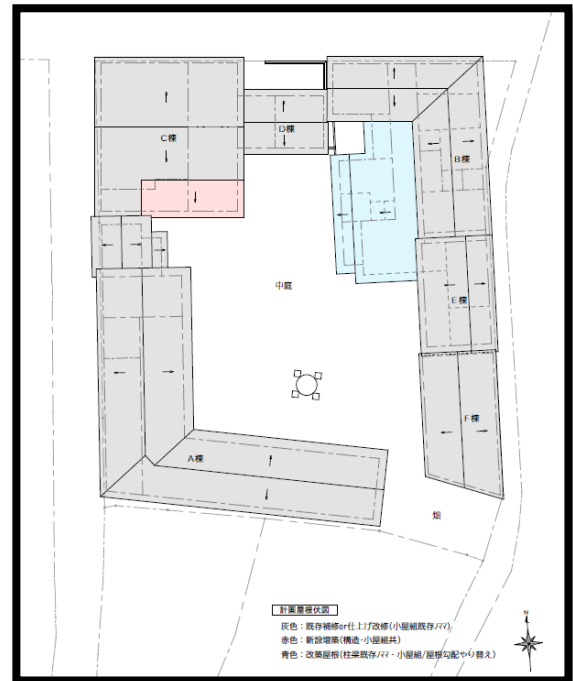 C棟
D棟
B棟
中庭
E棟
F棟
A棟
畑
計画屋根伏図
灰色：既存補修or仕上げ改修(小屋組既存ﾉﾏﾏ)
赤色：新設増築(構造・小屋組共)
青色：改築屋根(柱梁既存ﾉﾏﾏ・小屋組/屋根勾配やり替え)
N